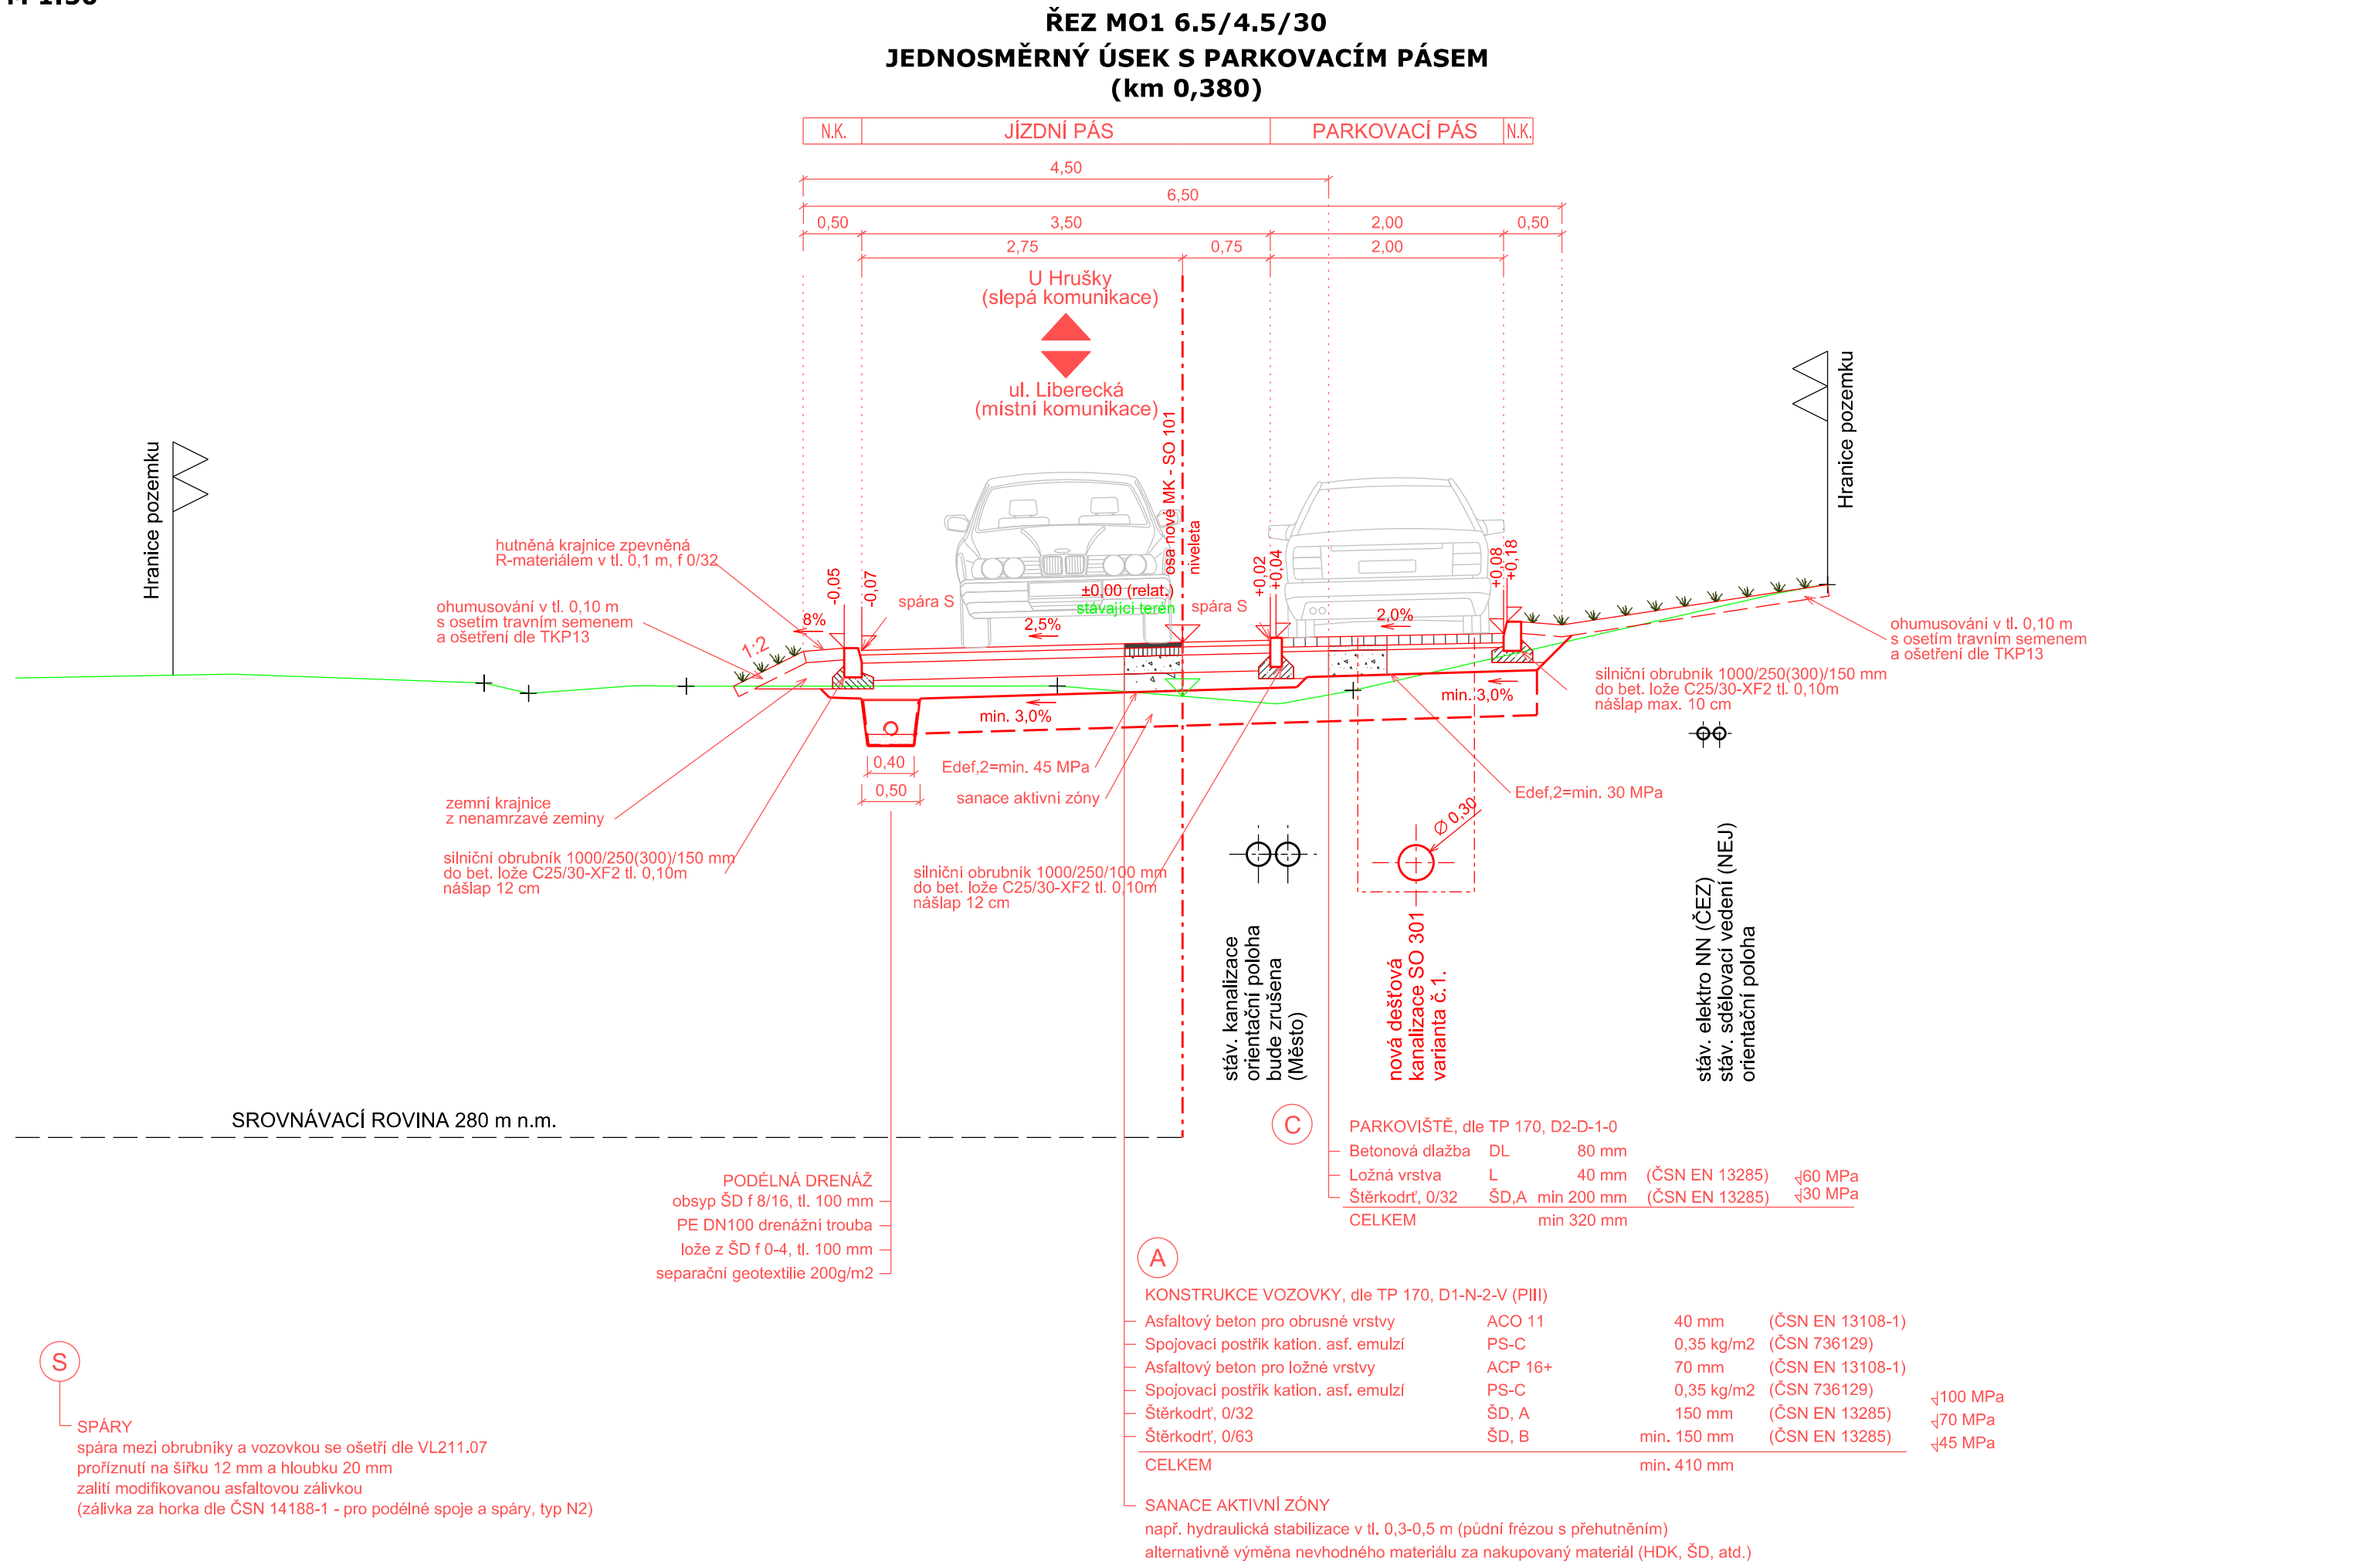 ŘEZ MO1 6.5/4.5/30
JEDNOSMĚRNÝ ÚSEK S PARKOVACÍM PÁSEM
(km 0,380)
N.K.
JÍZDNÍ PÁS
PARKOVACÍ PÁS
N.K.
4,50
6,50
0,50
3,50
2,00
0,50
2,75
0,75
2,00
U Hrušky
(slepá komunikace)
ul. Liberecká
(místní komunikace)
osa nové MK - SO 101
niveleta
Hranice pozemku
Hranice pozemku
hutněná krajnice zpevněná
R-materiálem v tl. 0,1 m, f 0/32
ohumusování v tl. 0,10 m
s osetím travním semenem
a ošetření dle TKP13
1:2
8%
-0,05
-0,07
spára S
2,5%
±0,00 (relat.)
stávající terén
spára S
+0,02
+0,04
2,0%
+0,08
+0,18
ohumusování v tl. 0,10 m
s osetím travním semenem
a ošetření dle TKP13
silniční obrubník 1000/250(300)/150 mm
do bet. lože C25/30-XF2 tl. 0,10m
nášlap max. 10 cm
min. 3,0%
min. 3,0%
0,40
0,50
Edef,2=min. 45 MPa
sanace aktivní zóny
Edef,2=min. 30 MPa
Ø 0,30
zemní krajnice
z nenamrzavé zeminy
silniční obrubník 1000/250(300)/150 mm
do bet. lože C25/30-XF2 tl. 0,10m
nášlap 12 cm
silniční obrubník 1000/250/100 mm
do bet. lože C25/30-XF2 tl. 0,10m
nášlap 12 cm
stáv. kanalizace
orientační poloha
bude zrušena
(Město)
nová dešťová
kanalizace SO 301
varianta č.1.
stáv. elektro NN (ČEZ)
stáv. sdělovací vedení (NEJ)
orientační poloha
SROVNÁVACÍ ROVINA 280 m n.m.
C
PARKOVIŠTĚ, dle TP 170, D2-D-1-0
Betonová dlažba DL 80 mm
Ložná vrstva L 40 mm (ČSN EN 13285) 60 MPa
Štěrkodrť, 0/32 ŠD,A min 200 mm (ČSN EN 13285) 30 MPa
CELKEM min 320 mm
PODÉLNÁ DRENÁŽ
obsyp ŠD f 8/16, tl. 100 mm
PE DN100 drenážní trouba
lože z ŠD f 0-4, tl. 100 mm
separační geotextilie 200g/m2
A
KONSTRUKCE VOZOVKY, dle TP 170, D1-N-2-V (PIII)
Asfaltový beton pro obrusné vrstvy ACO 11 40 mm (ČSN EN 13108-1)
Spojovací postřik kation. asf. emulzí PS-C 0,35 kg/m2 (ČSN 736129)
Asfaltový beton pro ložné vrstvy ACP 16+ 70 mm (ČSN EN 13108-1)
Spojovací postřik kation. asf. emulzí PS-C 0,35 kg/m2 (ČSN 736129)
100 MPa
Štěrkodrť, 0/32 ŠD, A 150 mm (ČSN EN 13285)
70 MPa
Štěrkodrť, 0/63 ŠD, B min. 150 mm (ČSN EN 13285)
45 MPa
CELKEM min. 410 mm
SANACE AKTIVNÍ ZÓNY
např. hydraulická stabilizace v tl. 0,3-0,5 m (půdní frézou s přehutněním)
alternativně výměna nevhodného materiálu za nakupovaný materiál (HDK, ŠD, atd.)
S
SPÁRY
spára mezi obrubníky a vozovkou se ošetří dle VL211.07
proříznutí na šířku 12 mm a hloubku 20 mm
zalití modifikovanou asfaltovou zálivkou
(zálivka za horka dle ČSN 14188-1 - pro podélné spoje a spáry, typ N2)